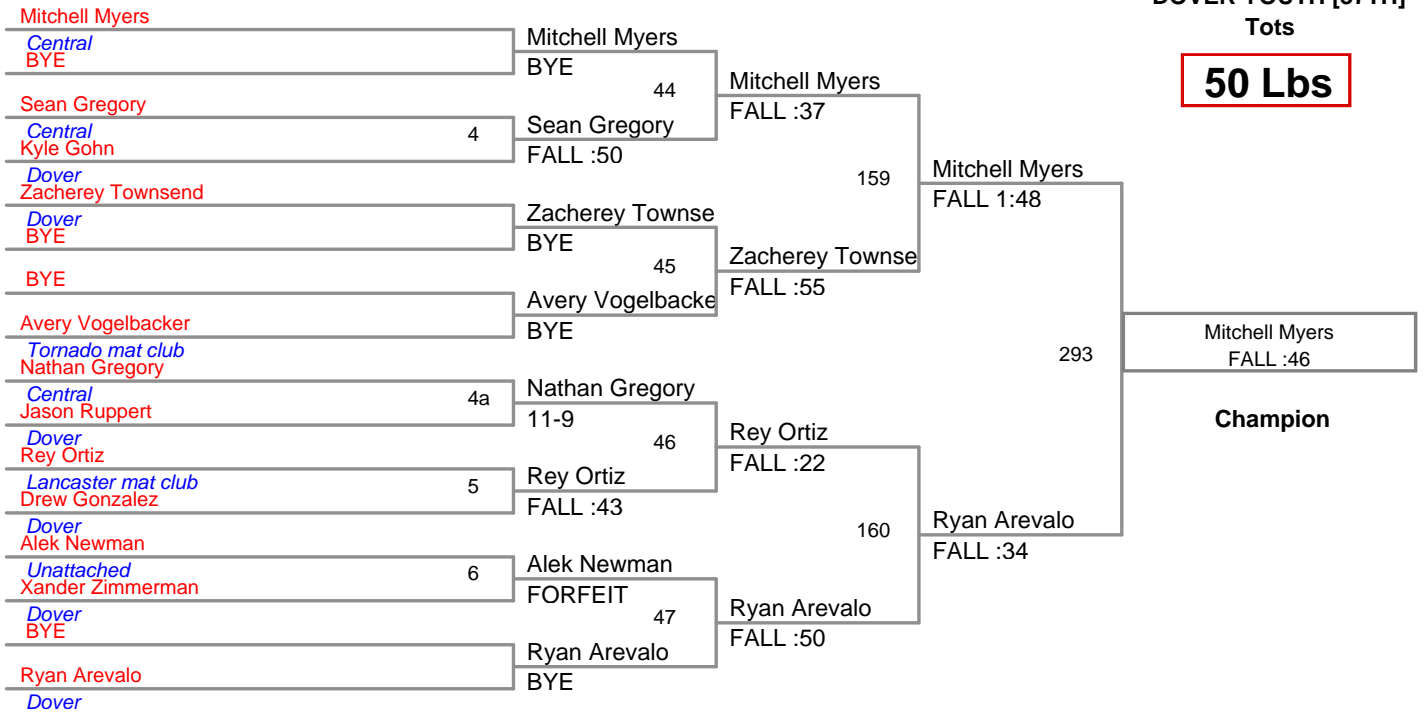 DOVER YOUTH [37TH]
Tots
50 Lbs
Mitchell Myers
Central
BYE
Sean Gregory
Central
Kyle Gohn
Dover
Zacherey Townsend
Dover
BYE
BYE
Avery Vogelbacker
Tornado mat club
Nathan Gregory
Central
Jason Ruppert
Dover
Rey Ortiz
Lancaster mat club
Drew Gonzalez
Dover
Alek Newman
Unattached
Xander Zimmerman
Dover
BYE
Ryan Arevalo
Dover
4
4a
5
6
Mitchell Myers
BYE
Sean Gregory
FALL :50
Zacherey Townse
BYE
Avery Vogelbacke
BYE
Nathan Gregory
11-9
Rey Ortiz
FALL :43
Alek Newman
FORFEIT
Ryan Arevalo
BYE
44
45
46
47
Mitchell Myers
FALL :37
Zacherey Townse
FALL :55
Rey Ortiz
FALL :22
Ryan Arevalo
FALL :50
159
160
Mitchell Myers
FALL 1:48
Ryan Arevalo
FALL :34
293
Mitchell Myers
FALL :46
Champion